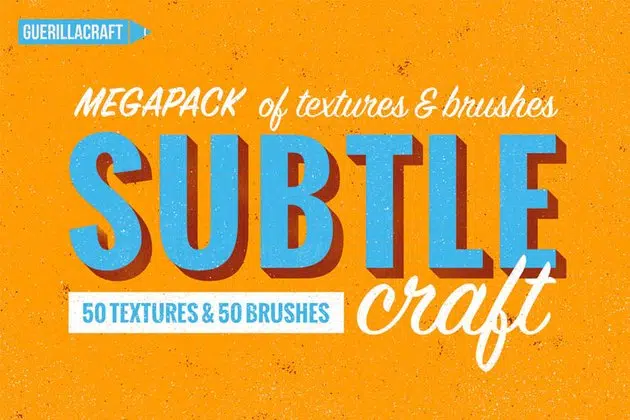 GUERILLACRAFT
MEGAPACK of textures & brushes
SUBTLE
craft
50 TEXTURES & 50 BRUSHES